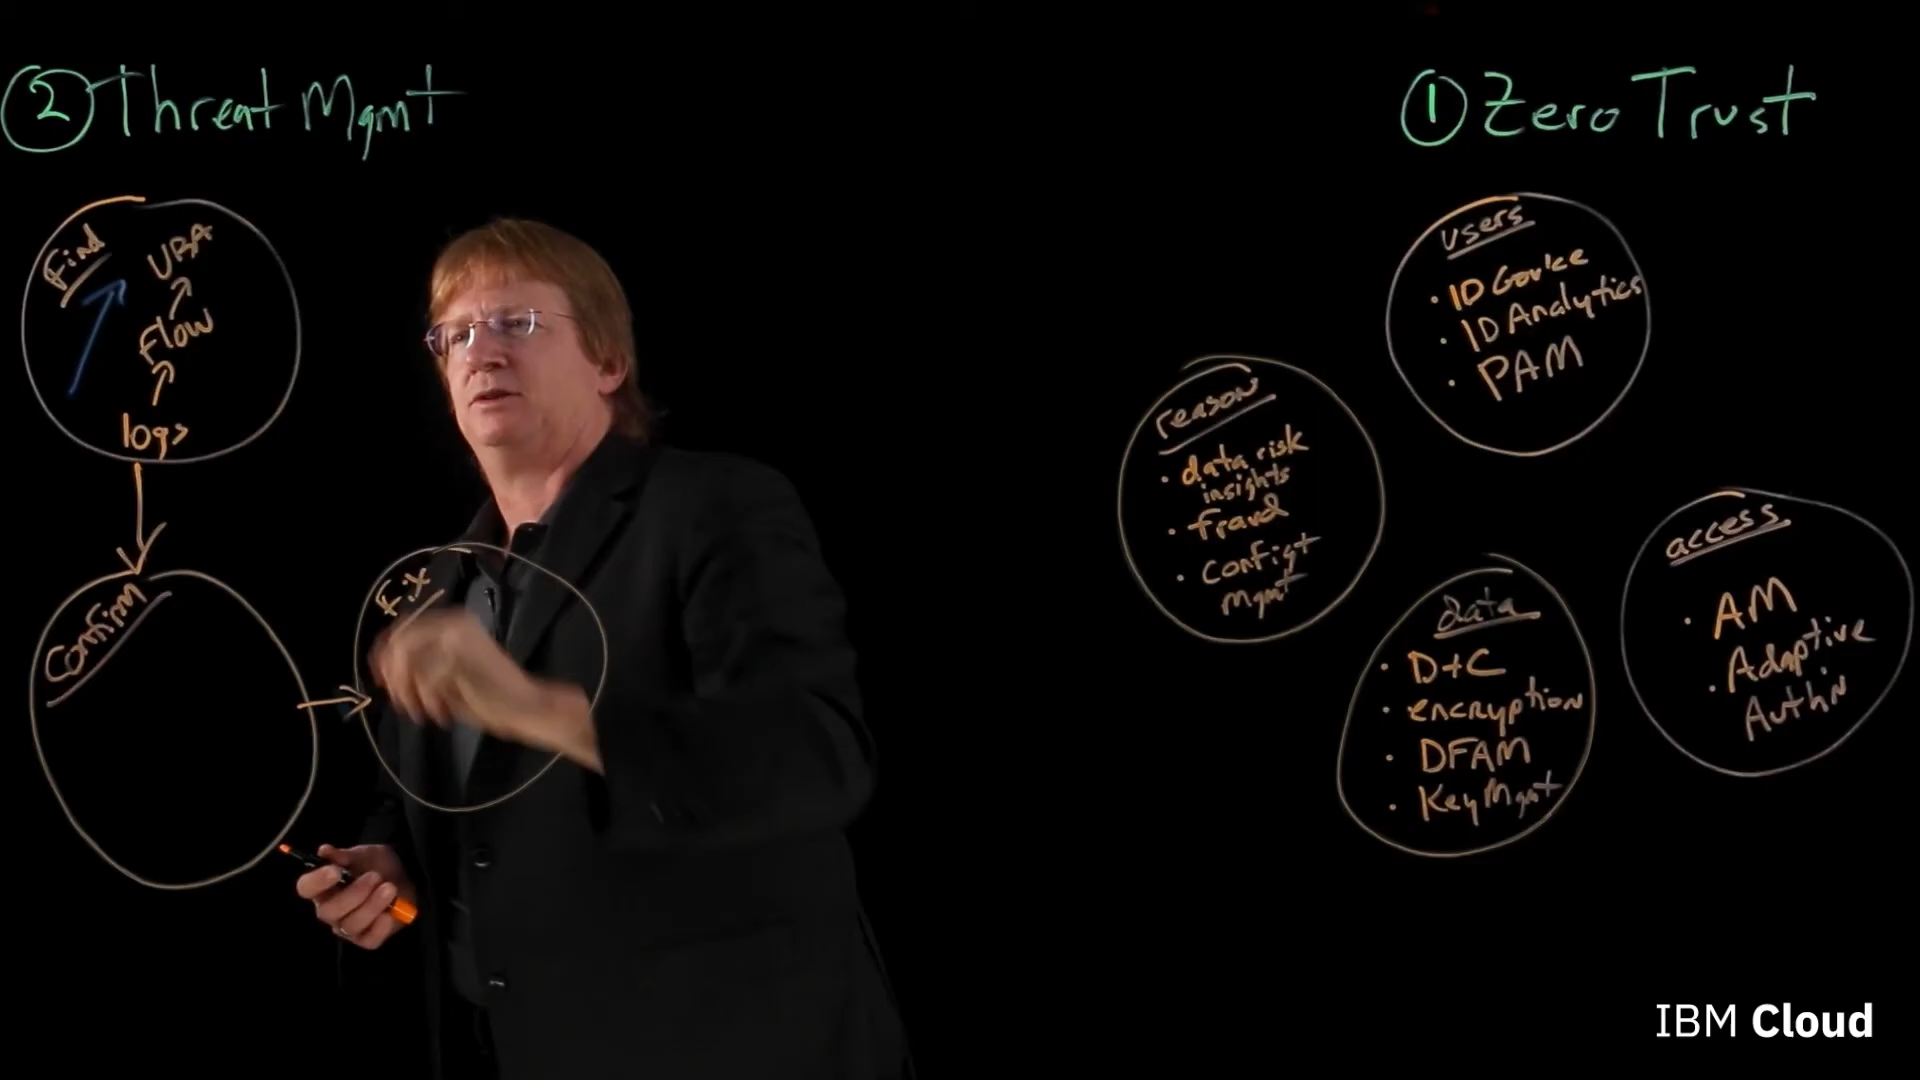 ② Threat Mgmt
Find
UBA
Flow
logs
Confirm
Fix
① Zero Trust
users
• ID Gov'ce
• ID Analytics
• PAM
reason
• data risk
insights
• fraud
• config+
mgmt
data
• D+C
• encryption
• DFAM
• Key Mgmt
access
• AM
• Adaptive
Auth'n
IBM Cloud